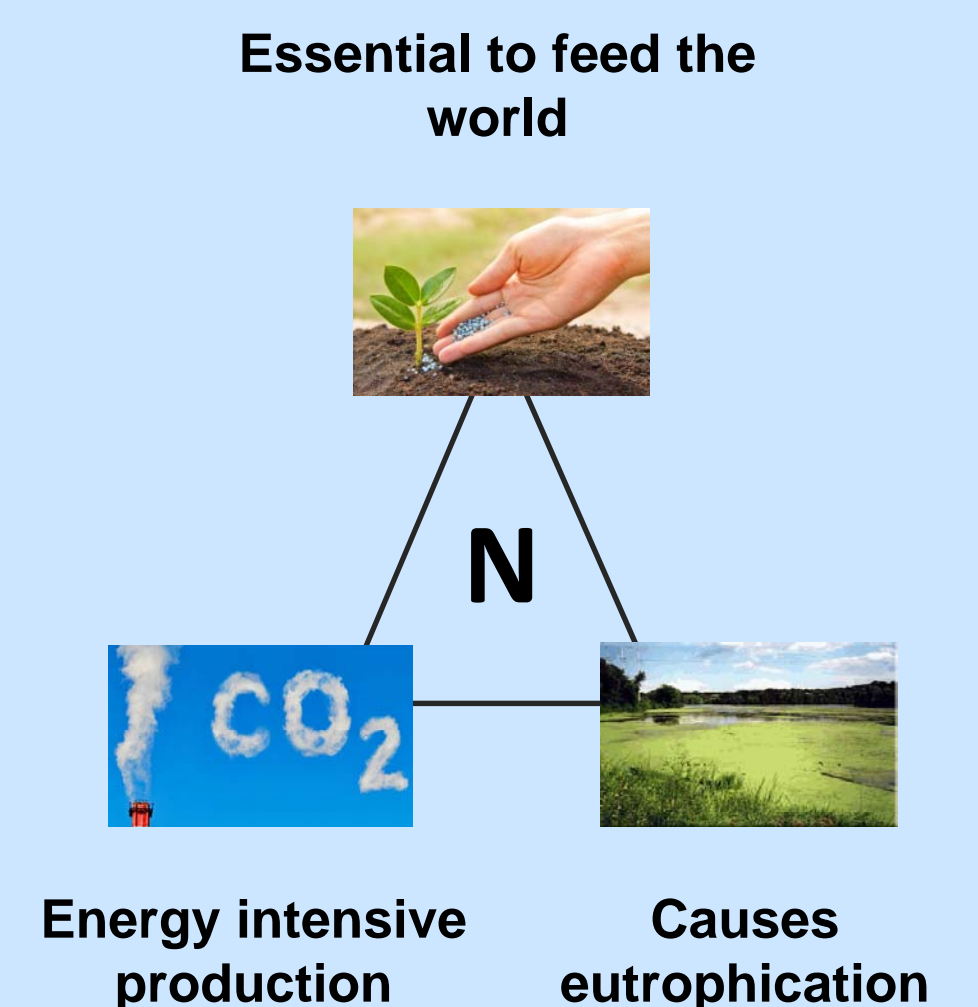 Essential to feed the
world
N
CO2
Energy intensive
production
Causes
eutrophication